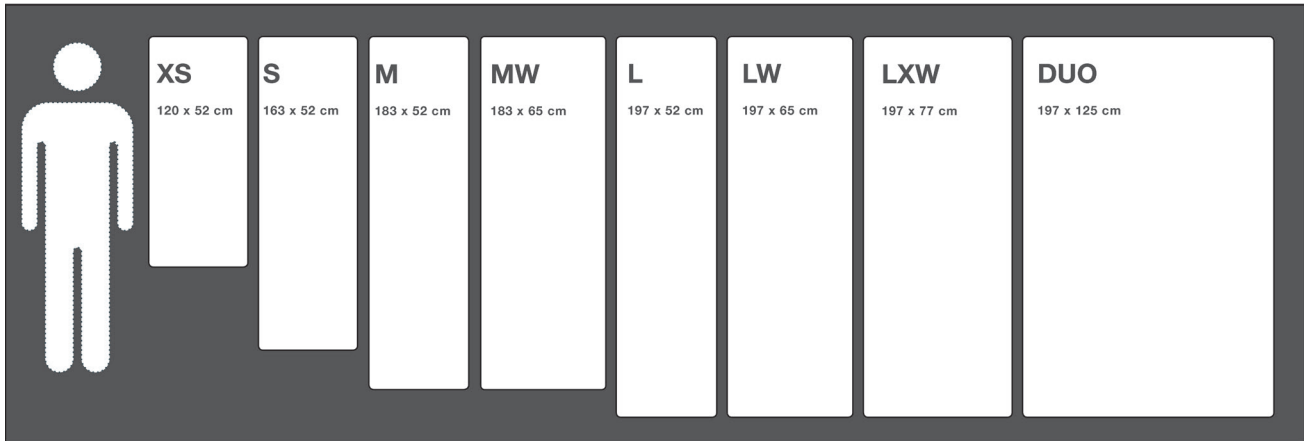 XS
120 x 52 cm
S
163 x 52 cm
M
183 x 52 cm
MW
183 x 65 cm
L
197 x 52 cm
LW
197 x 65 cm
LXW
197 x 77 cm
DUO
197 x 125 cm